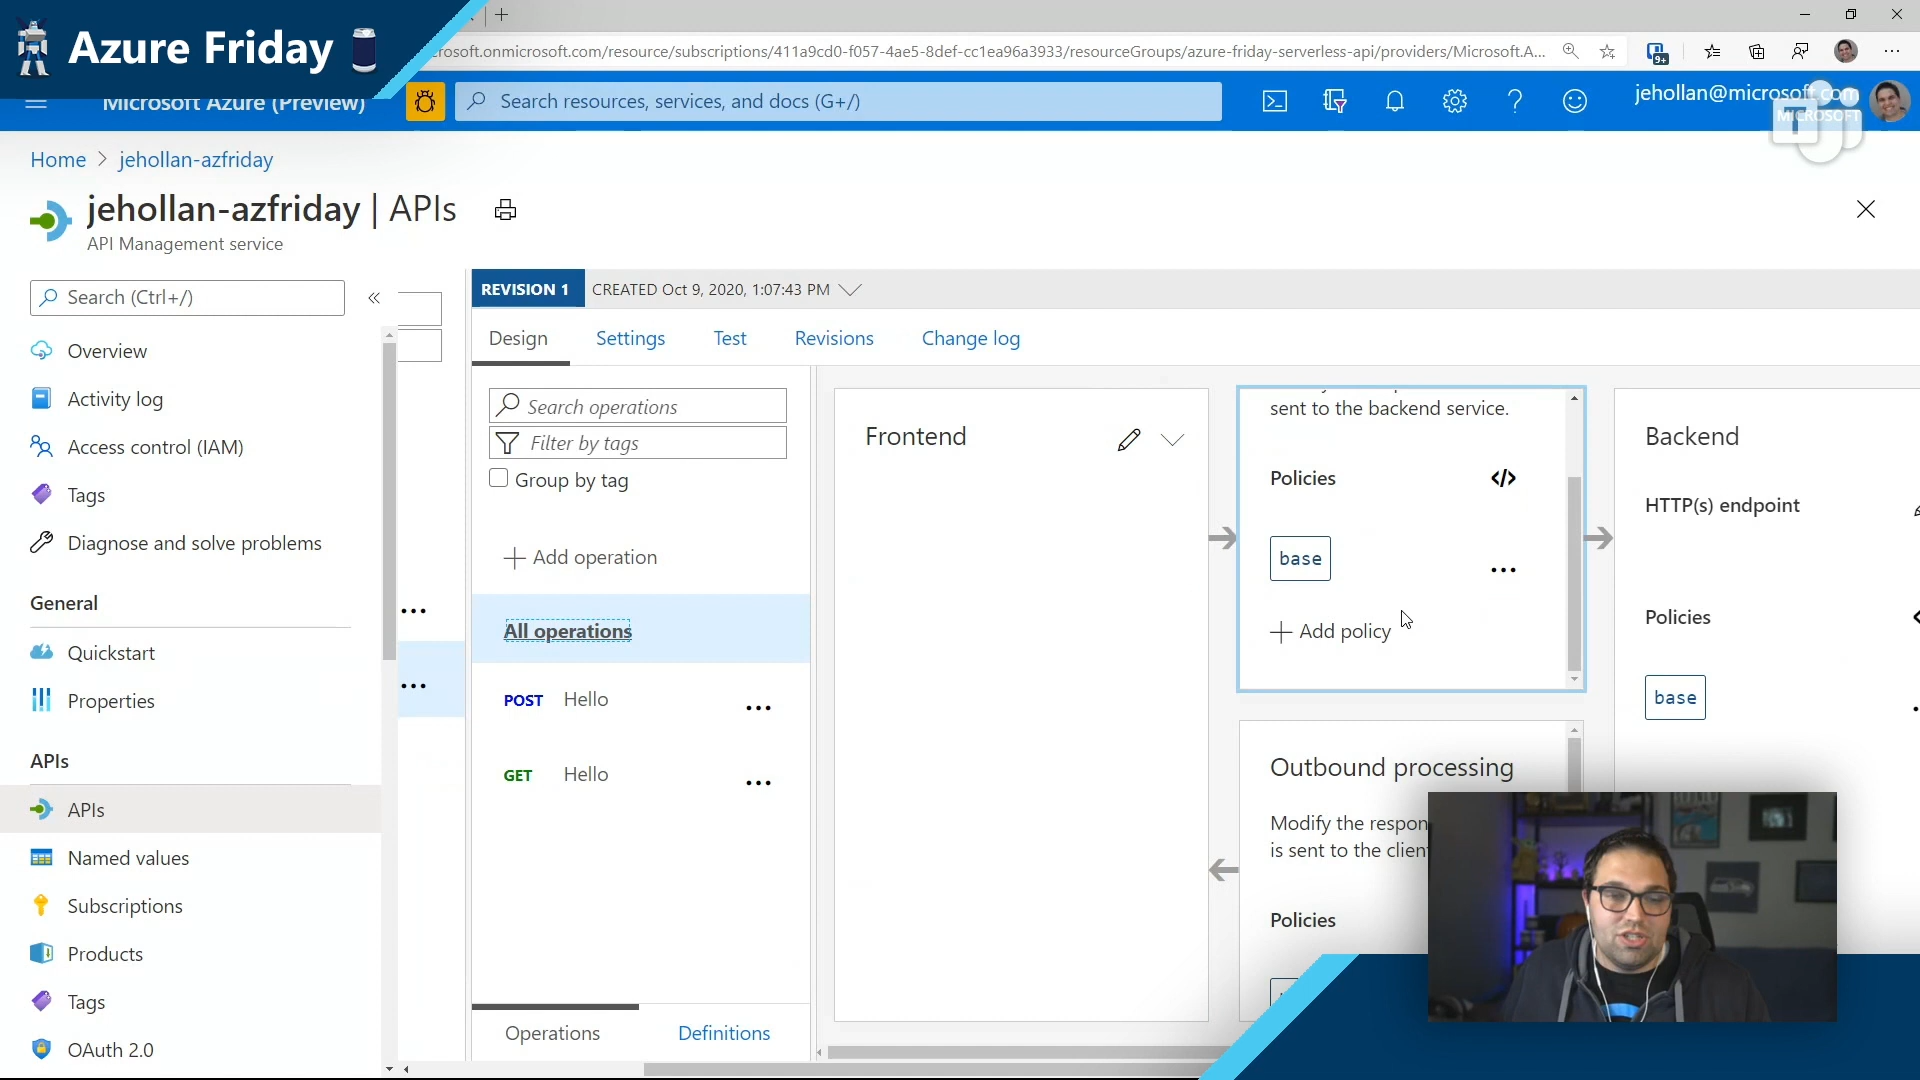 Azure Friday
rosoft.onmicrosoft.com/resource/subscriptions/411a9cd0-f057-4ae5-8def-cc1ea96a3933/resourceGroups/azure-friday-serverless-api/providers/Microsoft.A...
9+
Microsoft Azure (Preview)
Search resources, services, and docs (G+/)
jehollan@microsoft.com
MICROSOFT
Home > jehollan-azfriday
jehollan-azfriday | APIs
API Management service
Search (Ctrl+/)
Overview
Activity log
Access control (IAM)
Tags
Diagnose and solve problems
General
Quickstart
Properties
APIs
APIs
Named values
Subscriptions
Products
Tags
OAuth 2.0
REVISION 1
CREATED Oct 9, 2020, 1:07:43 PM
Design
Settings
Test
Revisions
Change log
Search operations
Filter by tags
Group by tag
+ Add operation
All operations
POST Hello
GET Hello
Operations
Definitions
Frontend
sent to the backend service.
Policies
base
+ Add policy
Outbound processing
Modify the respon
is sent to the clien
Policies
Backend
HTTP(s) endpoint
Policies
base